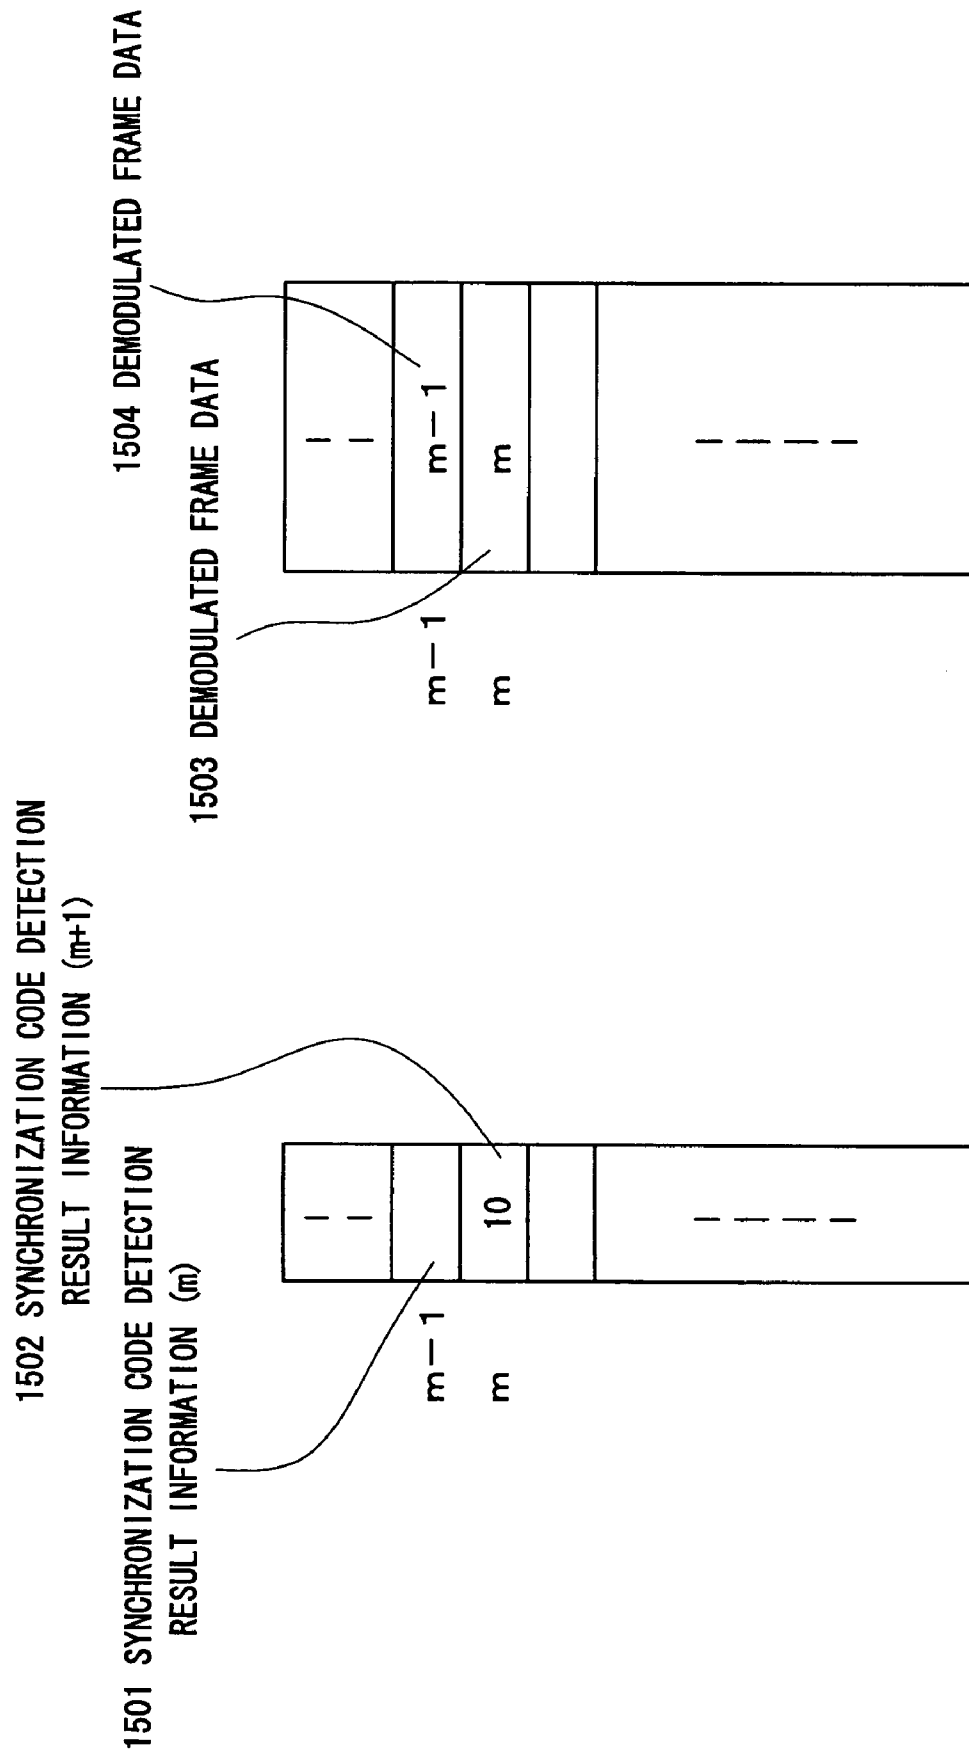 1502 SYNCHRONIZATION CODE DETECTION
RESULT INFORMATION (m+1)
1501 SYNCHRONIZATION CODE DETECTION
RESULT INFORMATION (m)
m-1
m
10
1504 DEMODULATED FRAME DATA
1503 DEMODULATED FRAME DATA
m-1
m
m-1
m